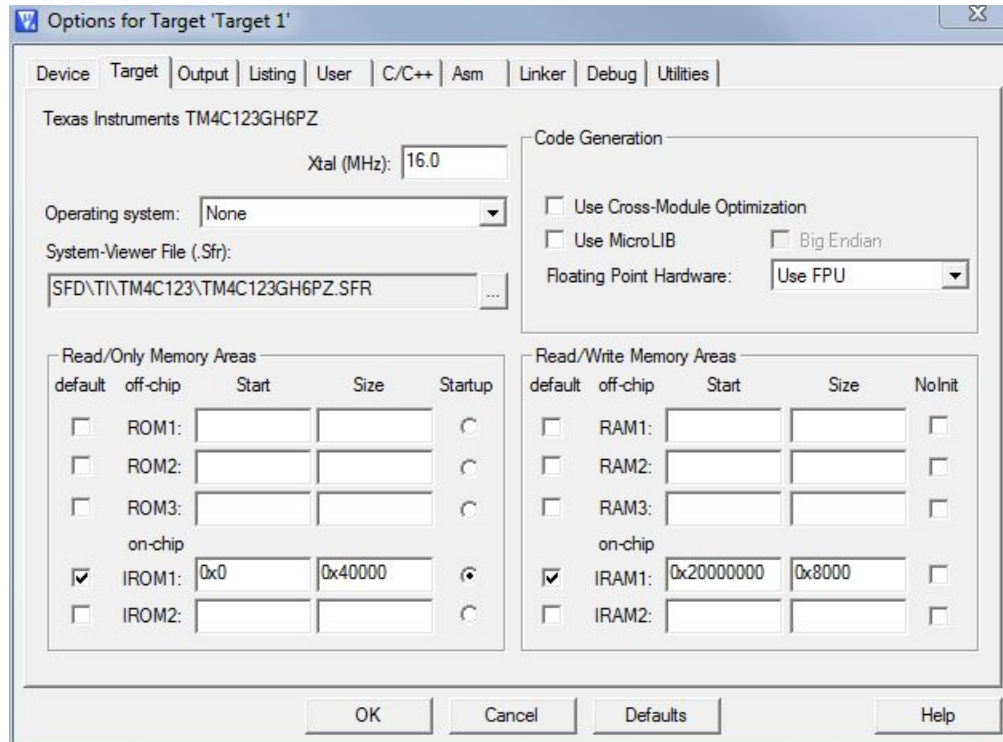 Options for Target 'Target 1'
Device Target Output Listing User C/C++ Asm Linker Debug Utilities
Texas Instruments TM4C123GH6PZ
Xtal (MHz): 16.0
Operating system: None
System-Viewer File (.Sfr):
SFD\TI\TM4C123\TM4C123GH6PZ.SFR ...
Code Generation
Use Cross-Module Optimization
Use MicroLIB Big Endian
Floating Point Hardware: Use FPU
Read/Only Memory Areas
default off-chip Start Size Startup
ROM1:
ROM2:
ROM3:
on-chip
IROM1: 0x0 0x40000
IROM2:
Read/Write Memory Areas
default off-chip Start Size NoInit
RAM1:
RAM2:
RAM3:
on-chip
IRAM1: 0x20000000 0x8000
IRAM2:
OK Cancel Defaults Help